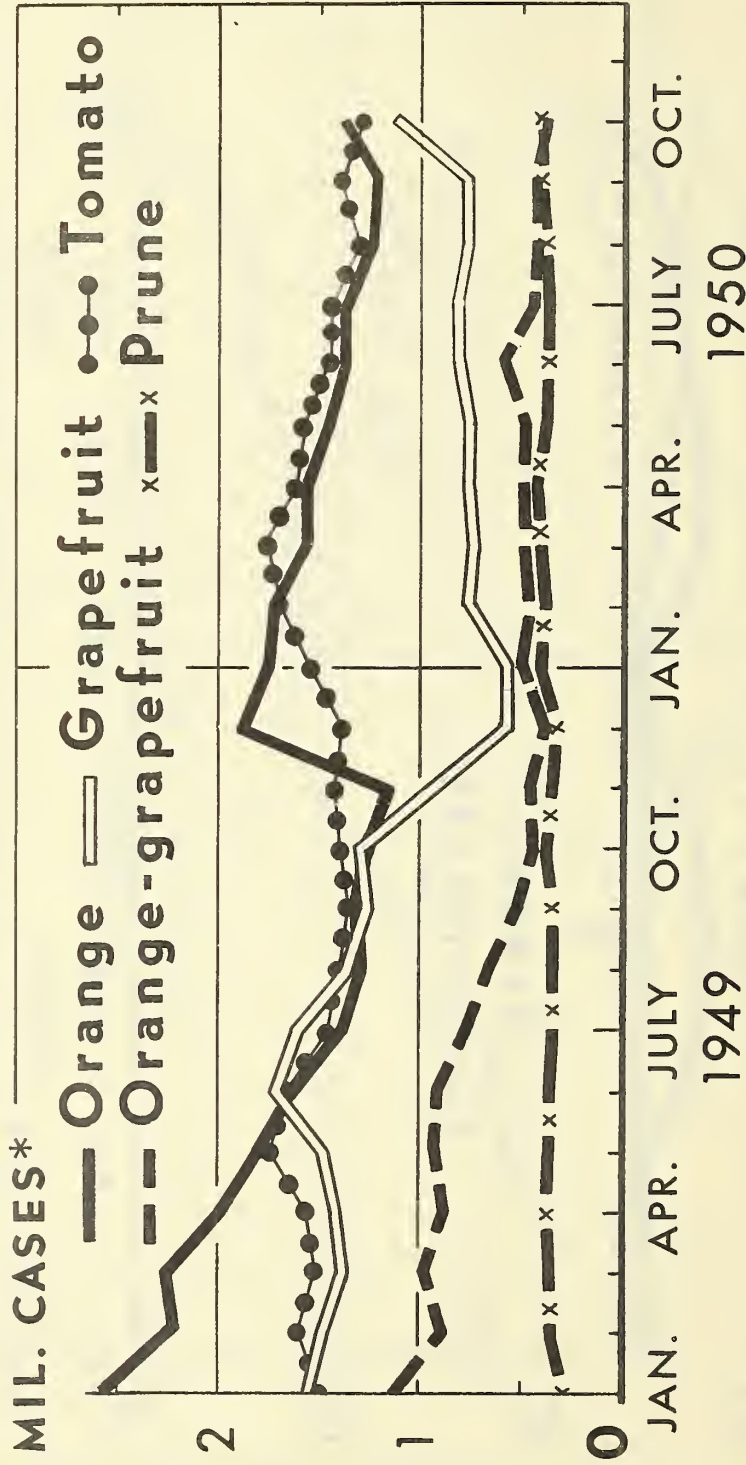 MIL. CASES*
Orange Grapefruit Tomato
Orange-grapefruit x x Prune
2
1
0
JAN. APR. JULY OCT. JAN. APR. JULY OCT.
1949 1950